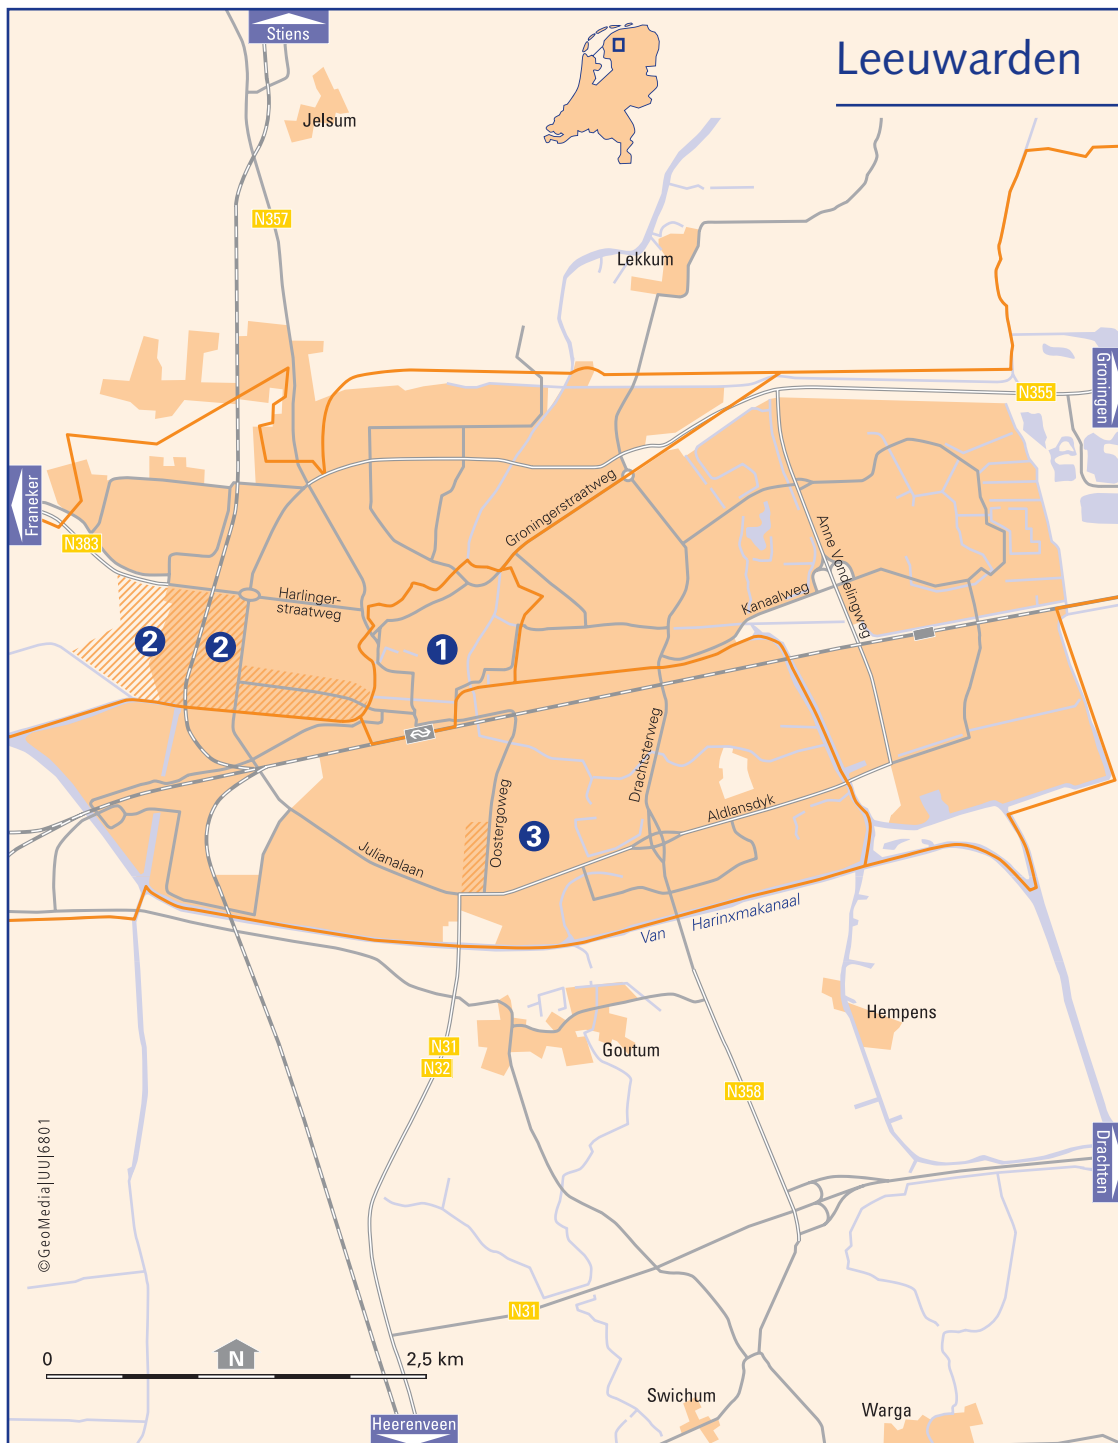 Stiens
Leeuwarden
Jelsum
N357
Lekkum
Groningen
N355
Franeker
N383
Groningerstraatweg
Anne Vondelingweg
Harlinger-
straatweg
Kanaalweg
2
2
1
Drachtsterweg
Oostergoweg
Aldlansdyk
3
Julianalaan
Van Harinxmakanaal
Hempens
Goutum
N31
N32
N358
Drachten
©GeoMedia|UU|6801
N31
N
0
2,5 km
Swichum
Warga
Heerenveen